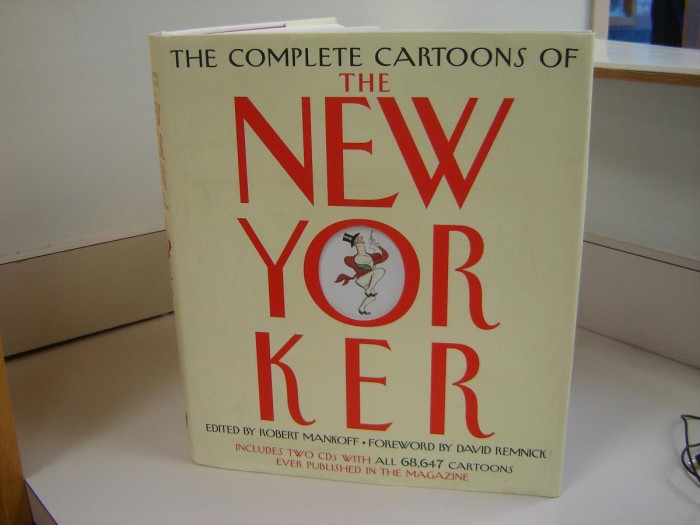 THE COMPLETE CARTOONS OF
THE
NEW
YOR
KER
EDITED BY ROBERT MANKOFF • FOREWORD BY DAVID REMNICK
INCLUDES TWO CDs WITH ALL 68,647 CARTOONS
EVER PUBLISHED IN THE MAGAZINE